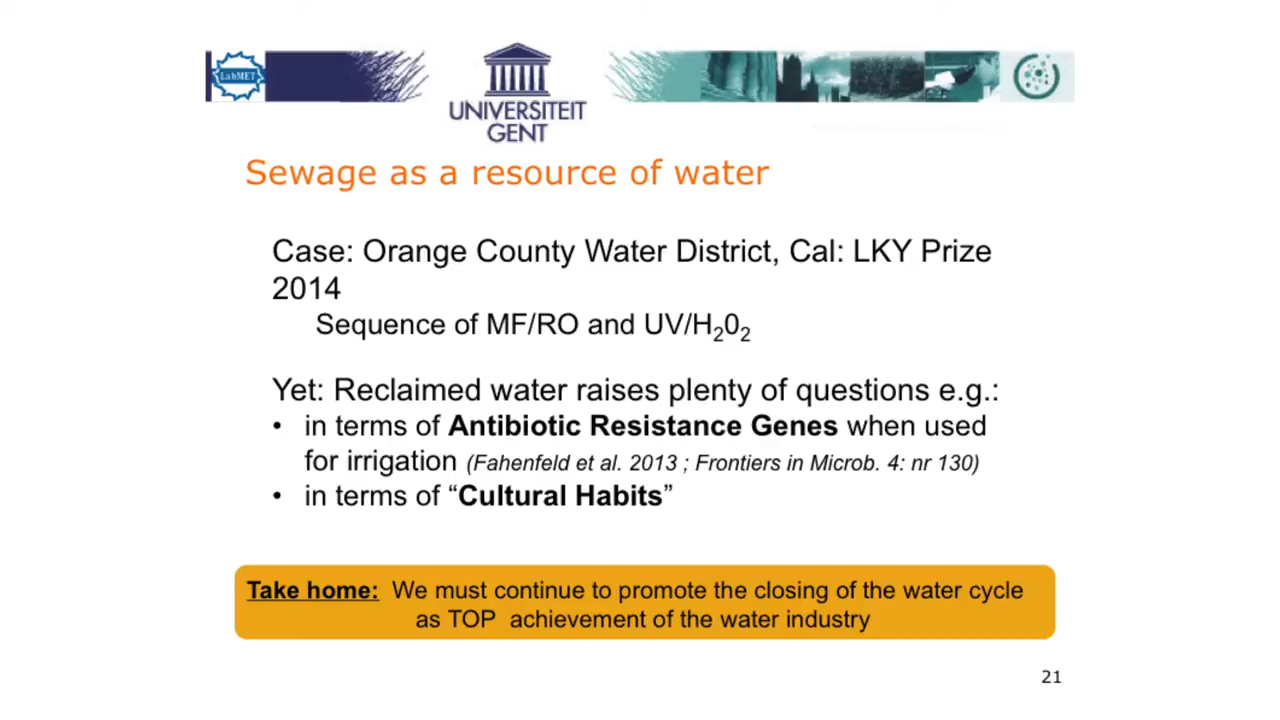 LabMET
UNIVERSITEIT
GENT
Sewage as a resource of water
Case: Orange County Water District, Cal: LKY Prize
2014
Sequence of MF/RO and UV/H₂0₂
Yet: Reclaimed water raises plenty of questions e.g.:
• in terms of Antibiotic Resistance Genes when used
for irrigation (Fahenfeld et al. 2013 ; Frontiers in Microb. 4: nr 130)
• in terms of “Cultural Habits”
Take home: We must continue to promote the closing of the water cycle
as TOP achievement of the water industry
21